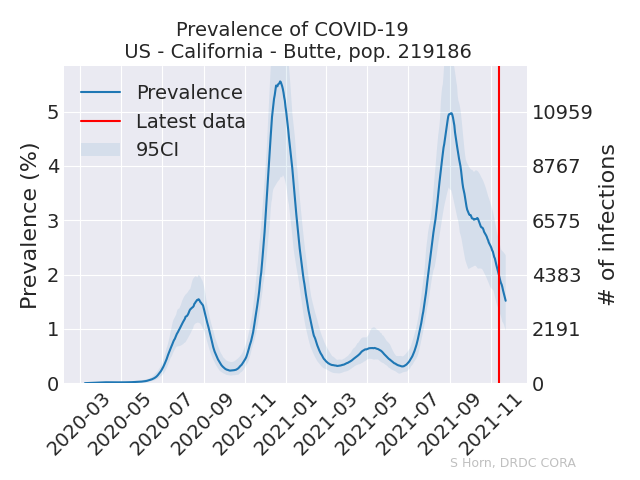 Prevalence of COVID-19
US - California - Butte, pop. 219186
Prevalence
Latest data
95CI
Prevalence (%)
5
4
3
2
1
0
10959
8767
6575
4383
2191
0
# of infections
2020-03
2020-05
2020-07
2020-09
2020-11
2021-01
2021-03
2021-05
2021-07
2021-09
2021-11
S Horn, DRDC CORA